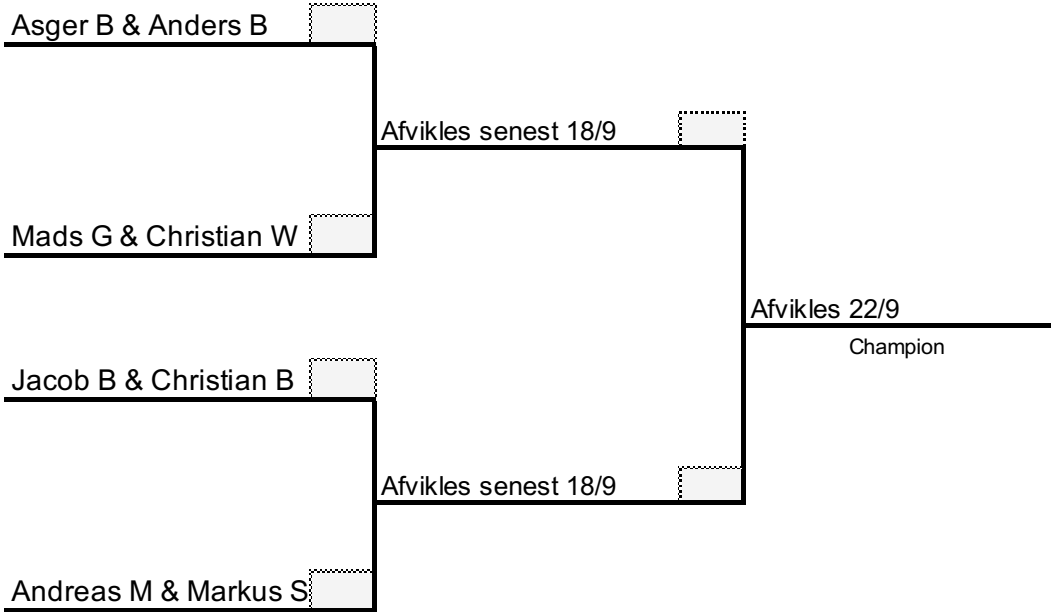 Asger B & Anders B
Afvikles senest 18/9
Mads G & Christian W
Afvikles 22/9
Champion
Jacob B & Christian B
Afvikles senest 18/9
Andreas M & Markus S